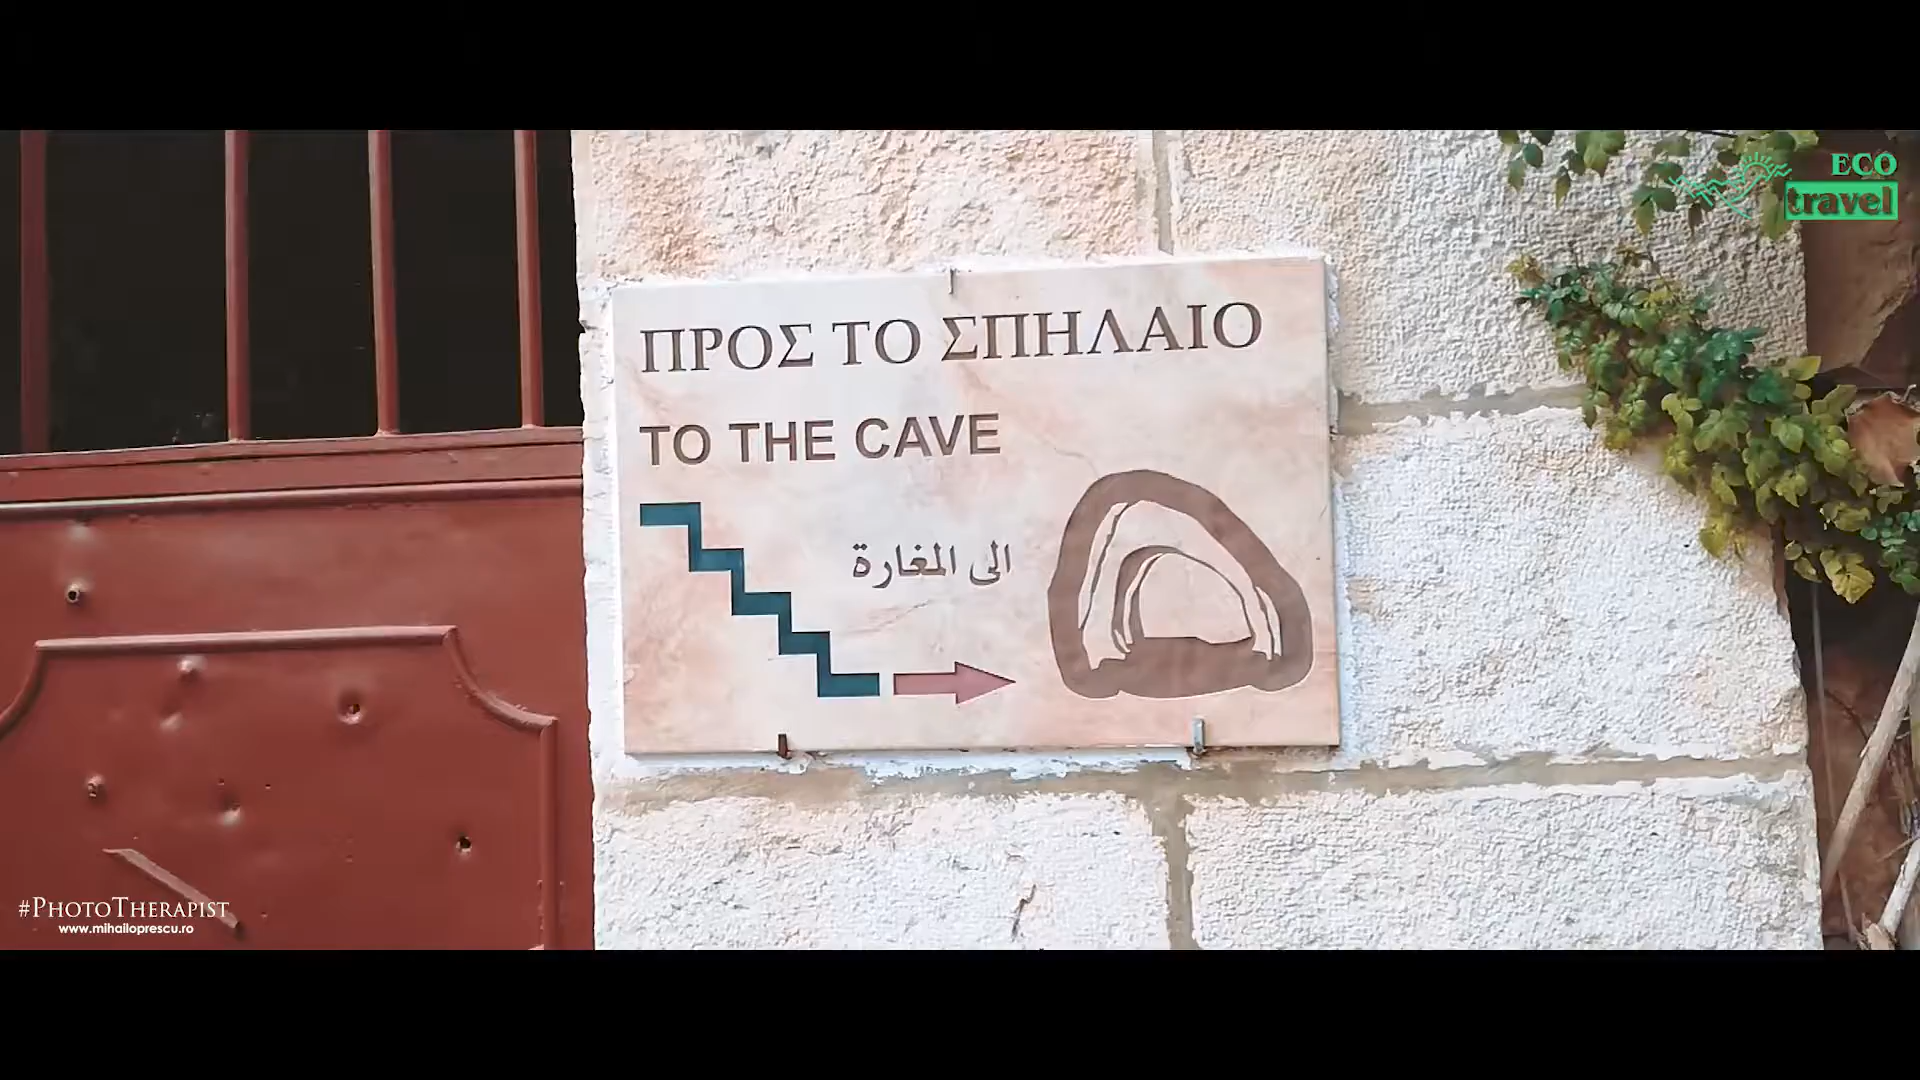 ECO
travel
ΠΡΟΣ ΤΟ ΣΠΗΛΑΙΟ
TO THE CAVE
الى المغارة
#PHOTOTHERAPIST
www.mihailoprescu.ro